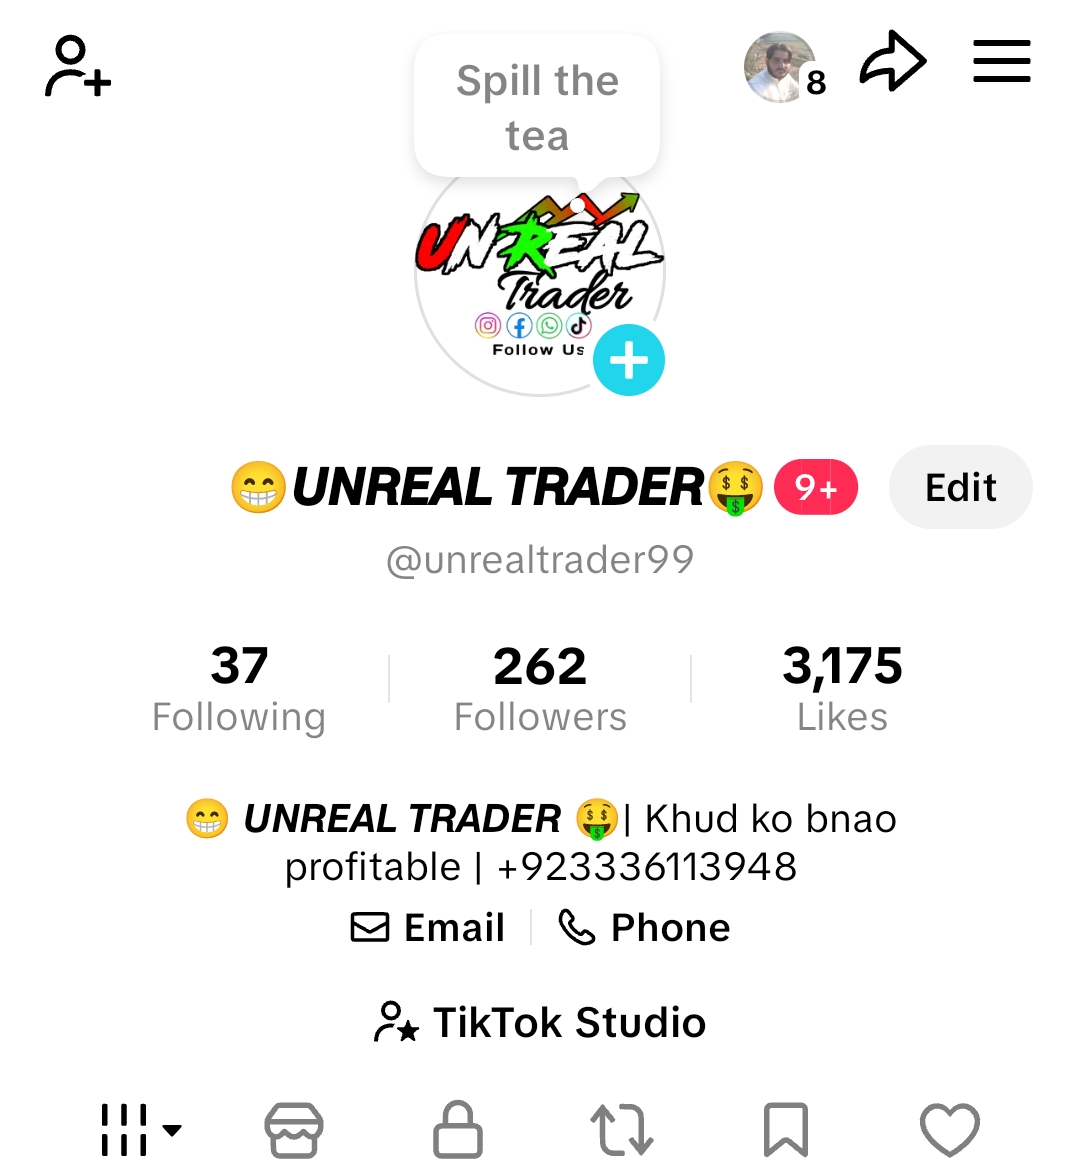 Spill the
tea
8
UNREAL
Trader
Follow Us
😁UNREAL TRADER🤑 9+ Edit
@unrealtrader99
37 262 3,175
Following Followers Likes
😁 UNREAL TRADER 🤑| Khud ko bnao
profitable | +923336113948
Email Phone
TikTok Studio